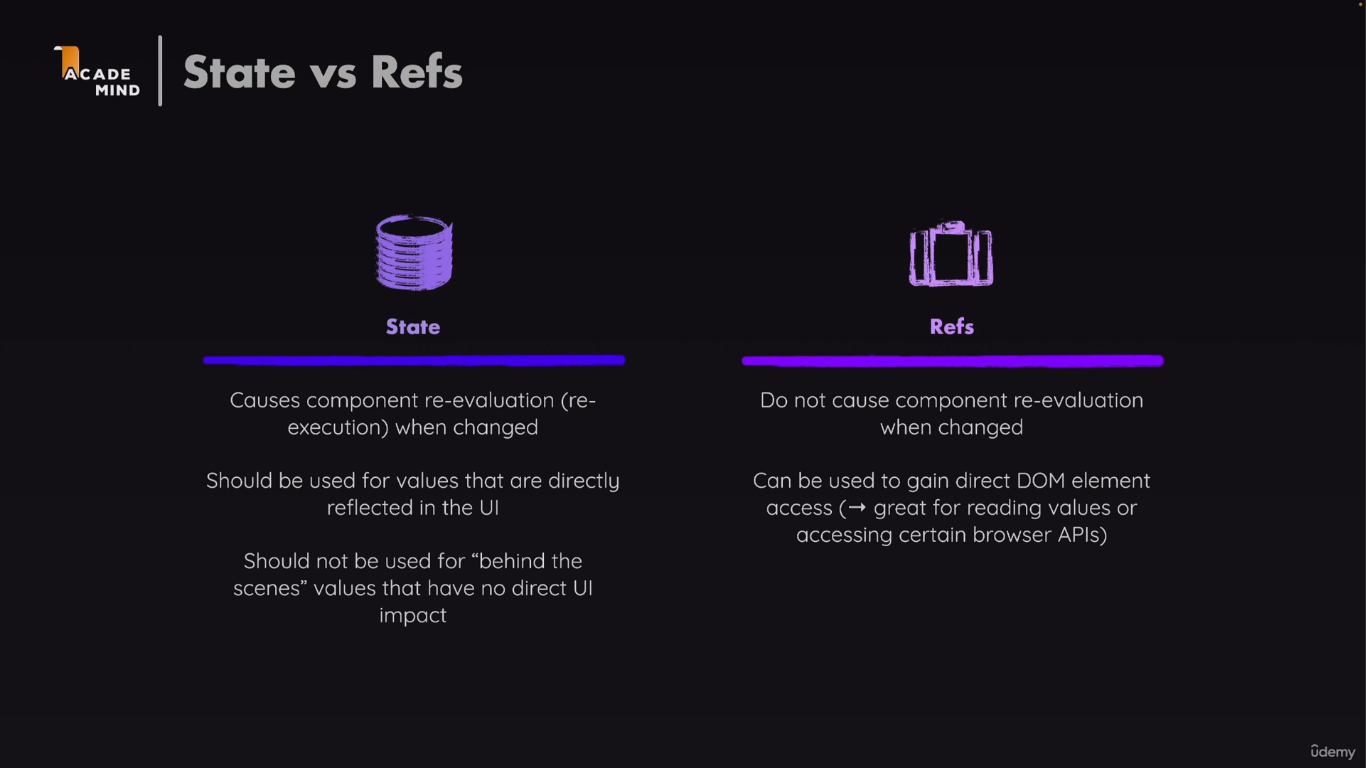 ACADE
MIND
State vs Refs
State
Causes component re-evaluation (re-
execution) when changed
Should be used for values that are directly
reflected in the UI
Should not be used for “behind the
scenes” values that have no direct UI
impact
Refs
Do not cause component re-evaluation
when changed
Can be used to gain direct DOM element
access (→ great for reading values or
accessing certain browser APIs)
ûdemy